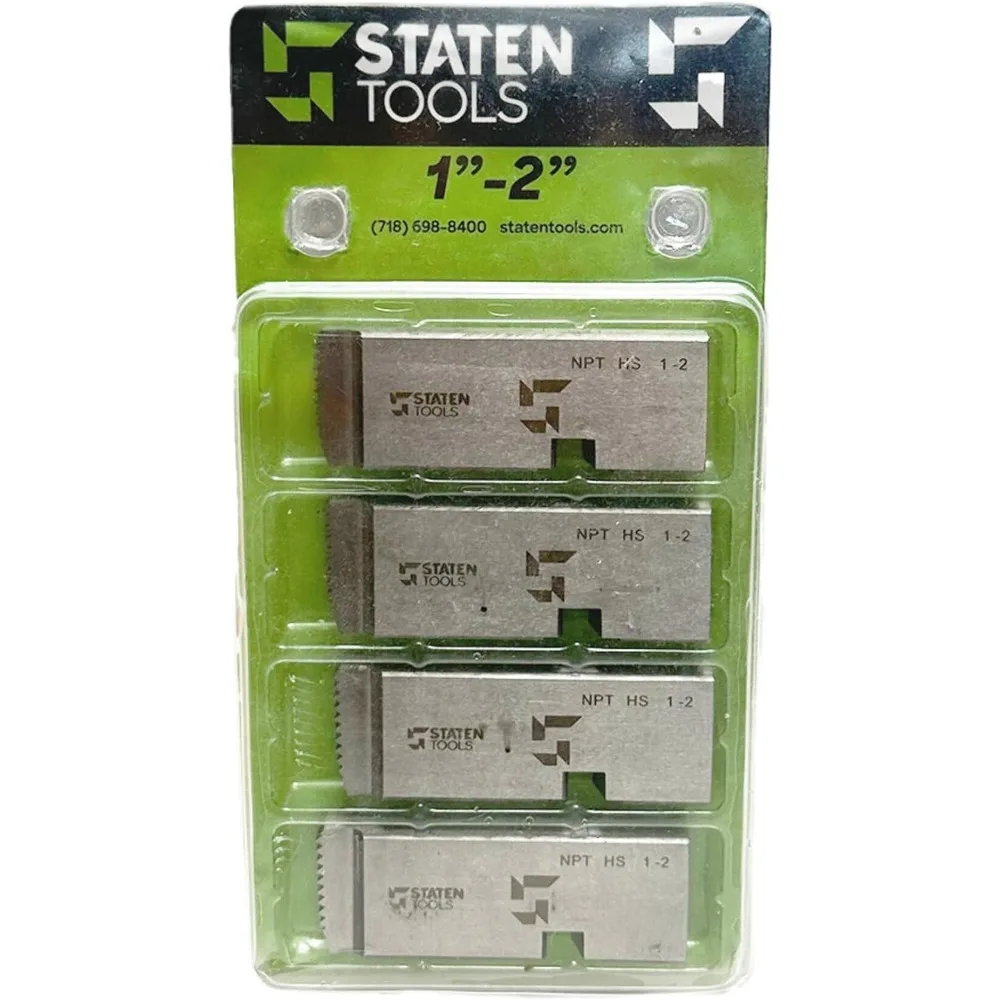 STATEN
TOOLS
1”-2”
(718) 698-8400 statentools.com
NPT HS 1-2
STATEN
TOOLS
NPT HS 1-2
STATEN
TOOLS
NPT HS 1-2
STATEN
TOOLS
NPT HS 1-2
STATEN
TOOLS